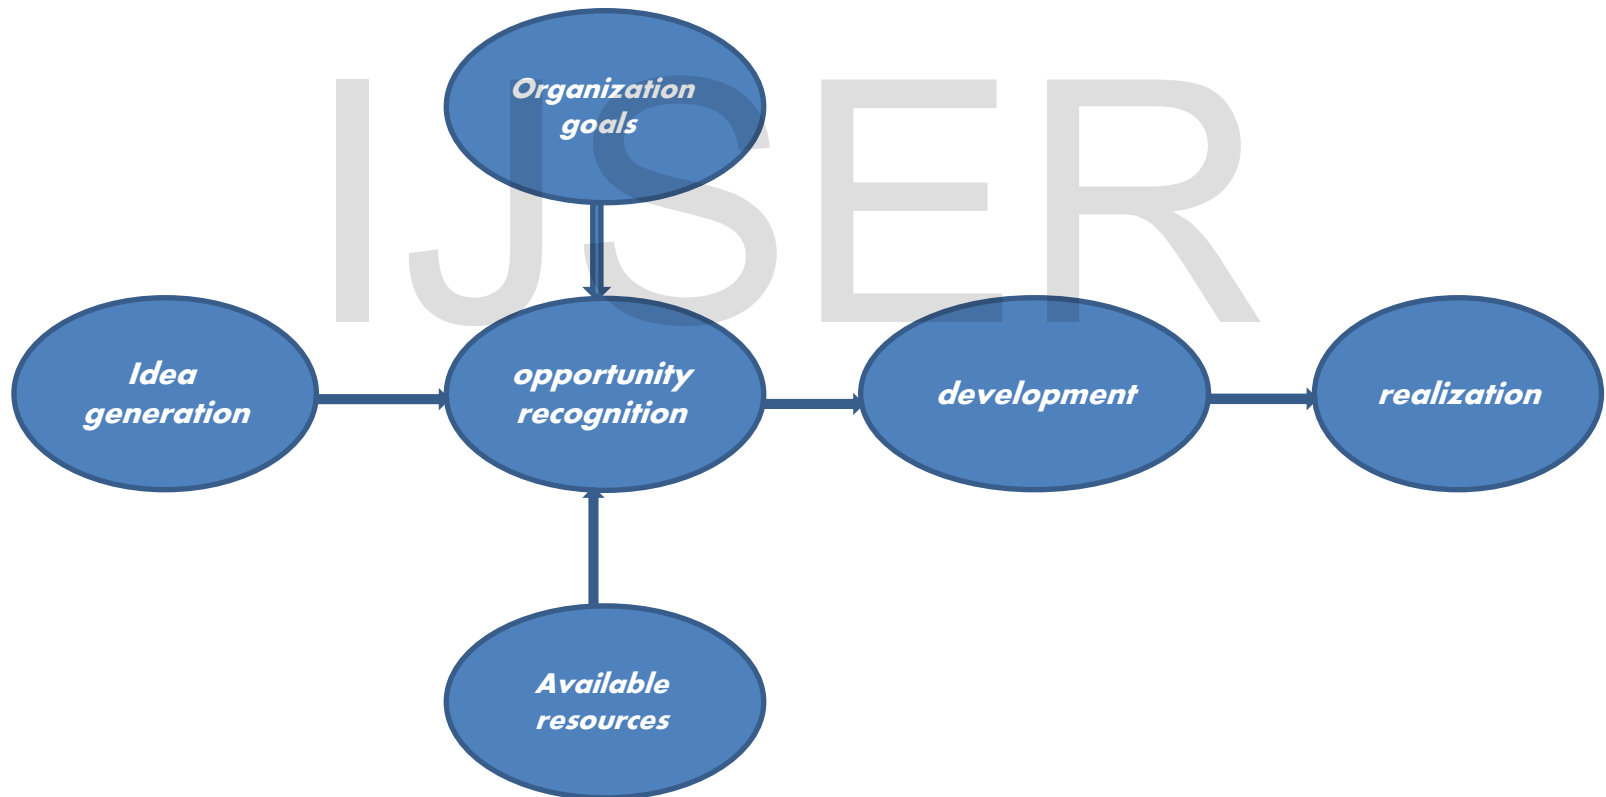 Organization
goals
IJSER
Idea
generation
opportunity
recognition
development
realization
Available
resources